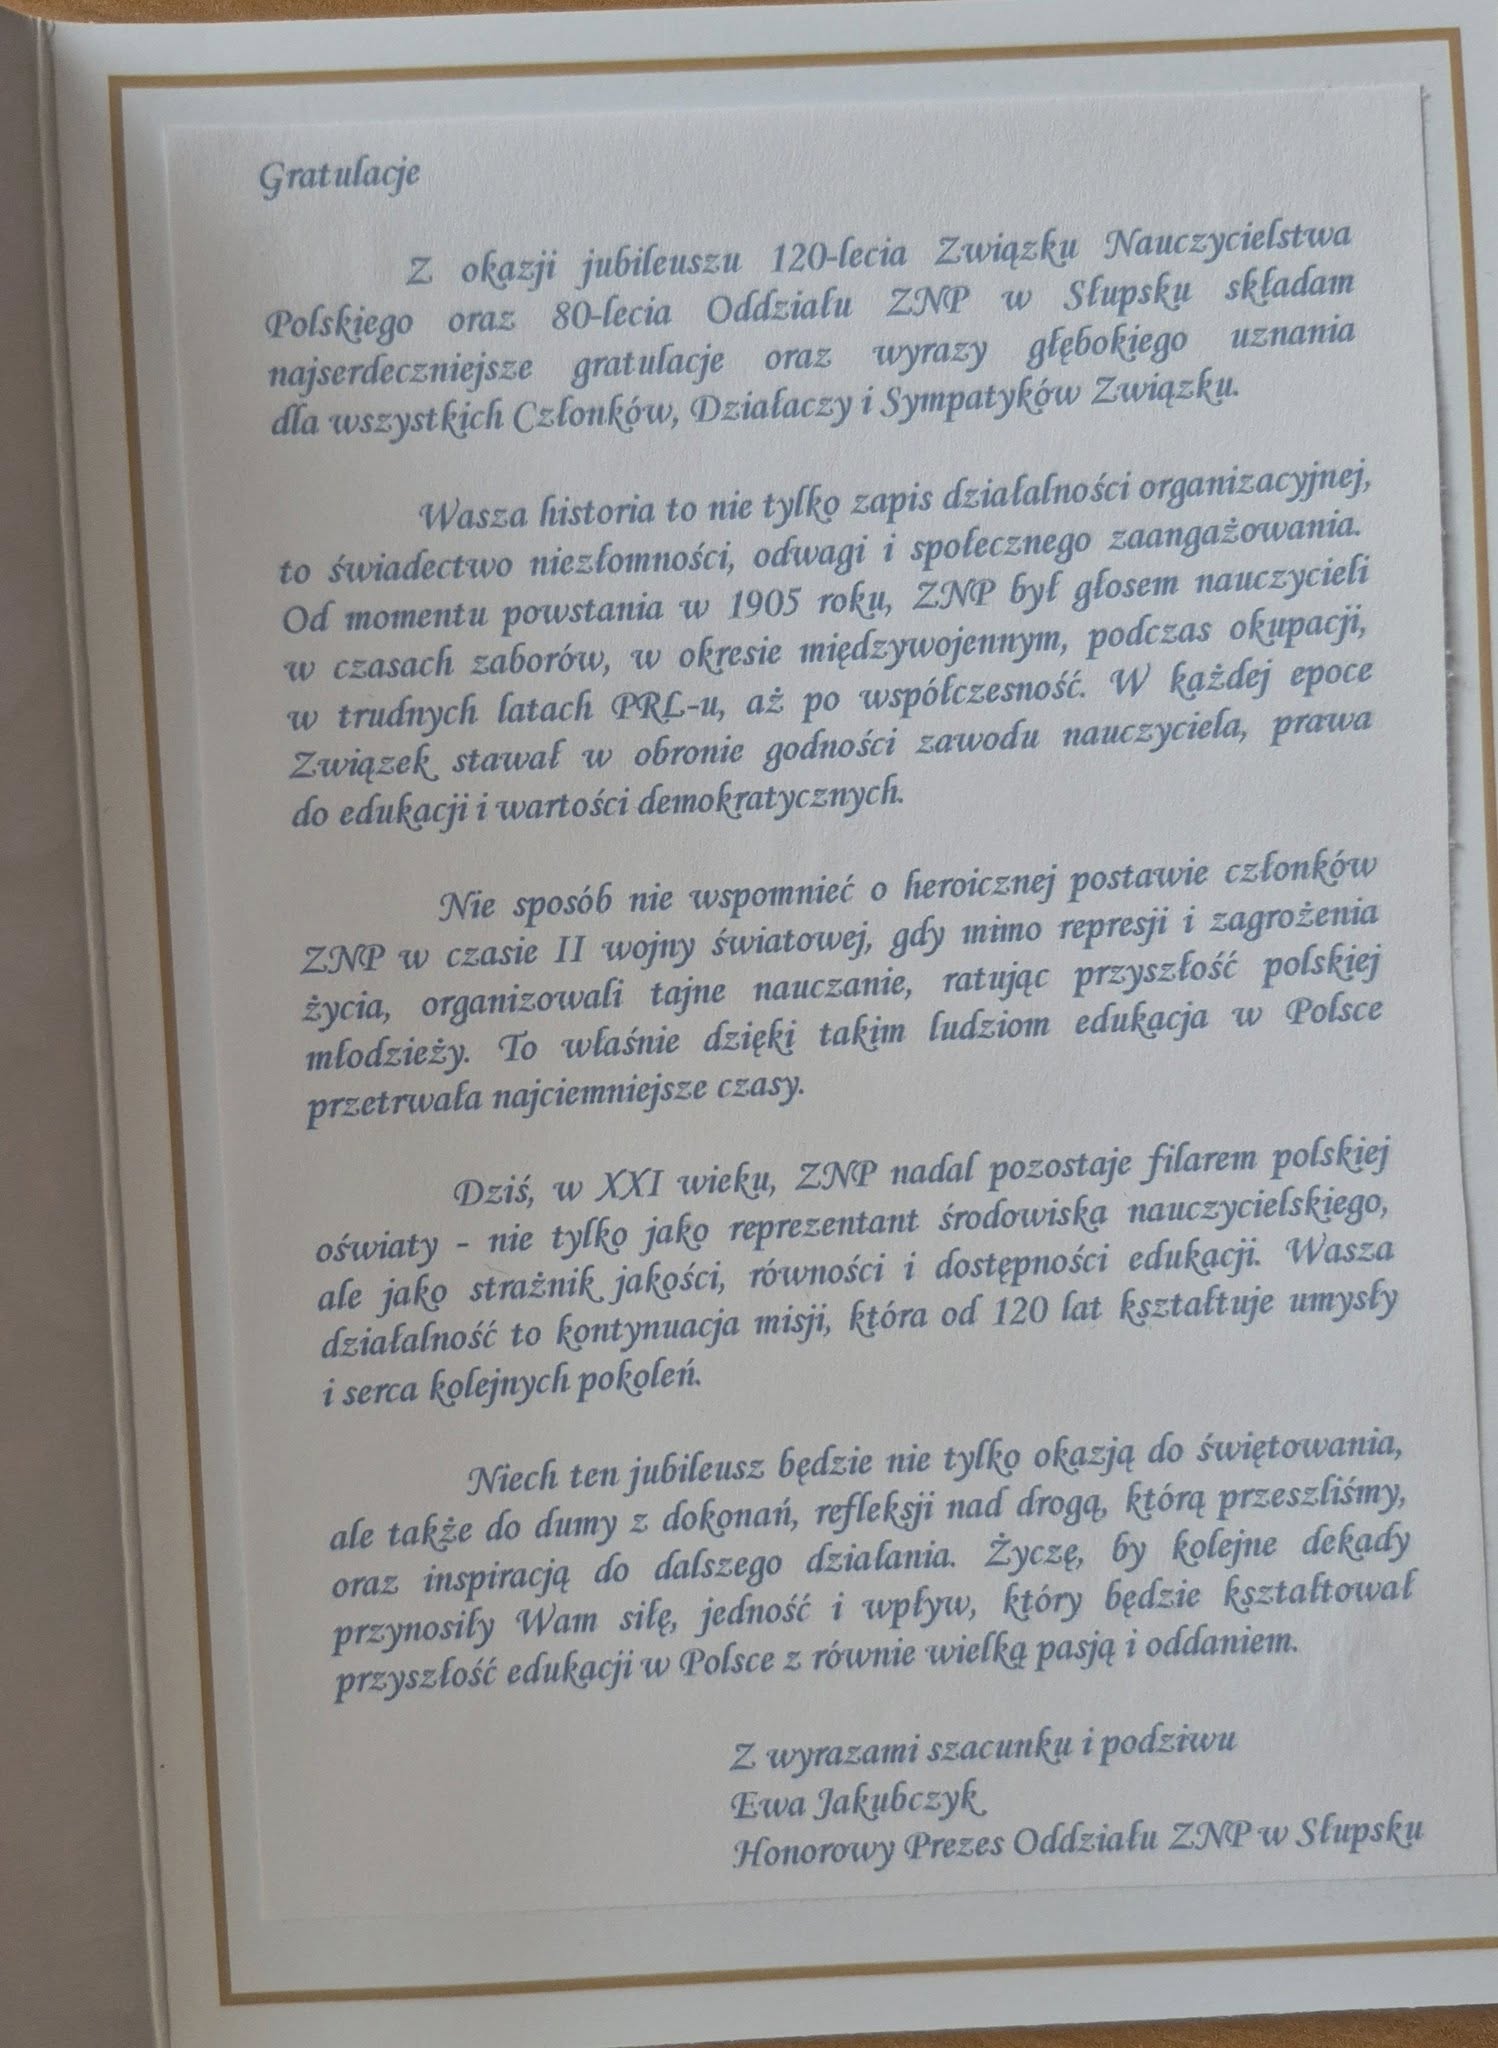 Gratulacje
Z okazji jubileuszu 120-lecia Związku Nauczycielstwa
Polskiego oraz 80-lecia Oddziału ZNP w Słupsku składam
najserdeczniejsze gratulacje oraz wyrazy głębokiego uznania
dla wszystkich Członków, Działaczy i Sympatyków Związku.
Wasza historia to nie tylko zapis działalności organizacyjnej,
to świadectwo niezłomności, odwagi i społecznego zaangażowania.
Od momentu powstania w 1905 roku, ZNP był głosem nauczycieli
w czasach zaborów, w okresie międzywojennym, podczas okupacji,
w trudnych latach PRL-u, aż po współczesność. W każdej epoce
Związek stawał w obronie godności zawodu nauczyciela, prawa
do edukacji i wartości demokratycznych.
Nie sposób nie wspomnieć o heroicznej postawie członków
ZNP w czasie II wojny światowej, gdy mimo represji i zagrożenia
życia, organizowali tajne nauczanie, ratując przyszłość polskiej
młodzieży. To właśnie dzięki takim ludziom edukacja w Polsce
przetrwała najciemniejsze czasy.
Dziś, w XXI wieku, ZNP nadal pozostaje filarem polskiej
oświaty - nie tylko jako reprezentant środowiska nauczycielskiego,
ale jako strażnik jakości, równości i dostępności edukacji. Wasza
działalność to kontynuacja misji, która od 120 lat kształtuje umysły
i serca kolejnych pokoleń.
Niech ten jubileusz będzie nie tylko okazją do świętowania,
ale także do dumy z dokonań, refleksji nad drogą, którą przeszliśmy,
oraz inspiracją do dalszego działania. Życzę, by kolejne dekady
przynosiły Wam siłę, jedność i wpływ, który będzie kształtował
przyszłość edukacji w Polsce z równie wielką pasją i oddaniem.
Z wyrazami szacunku i podziwu
Ewa Jakubczyk
Honorowy Prezes Oddziału ZNP w Słupsku